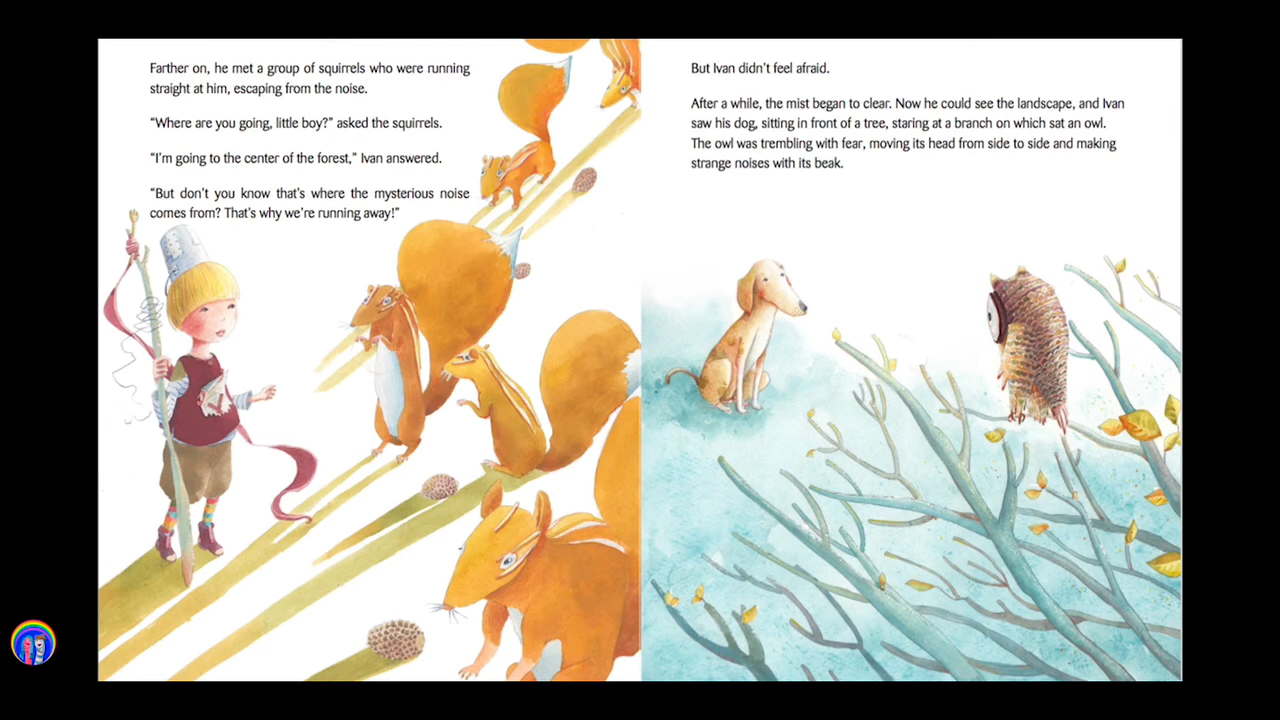 Farther on, he met a group of squirrels who were running
straight at him, escaping from the noise.
“Where are you going, little boy?” asked the squirrels.
“I’m going to the center of the forest,” Ivan answered.
“But don’t you know that’s where the mysterious noise
comes from? That’s why we’re running away!”
But Ivan didn’t feel afraid.
After a while, the mist began to clear. Now he could see the landscape, and Ivan
saw his dog, sitting in front of a tree, staring at a branch on which sat an owl.
The owl was trembling with fear, moving its head from side to side and making
strange noises with its beak.